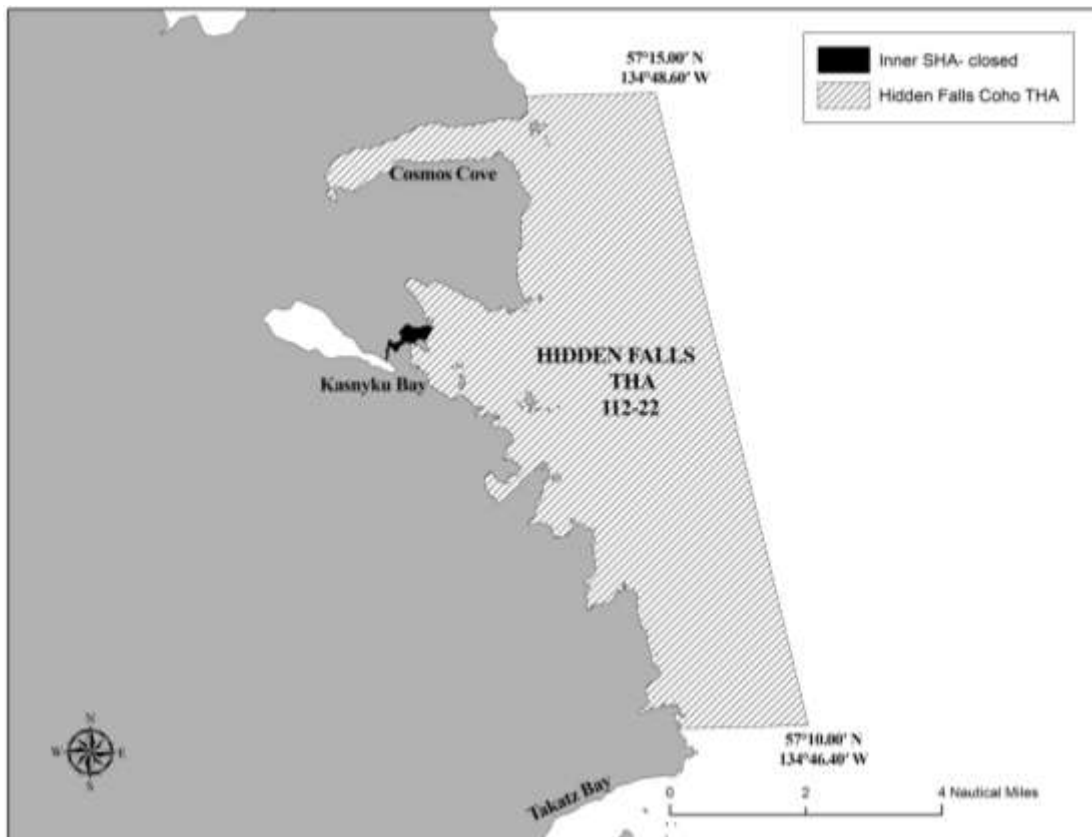 57°15.00' N
134°48.60' W
Inner SHA- closed
Hidden Falls Coho THA
Cosmos Cove
HIDDEN FALLS
THA
112-22
Kasnyku Bay
57°10.00' N
134°46.40' W
N
W
E
S
Takatz Bay
0
2
4 Nautical Miles